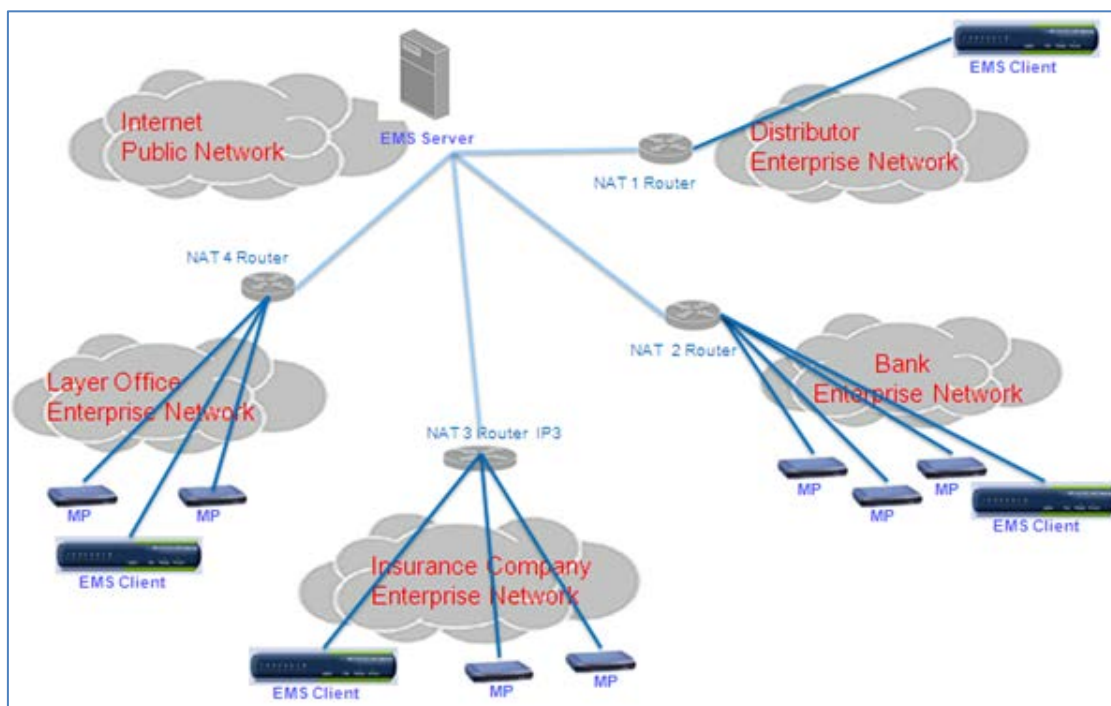 EMS Client
Internet
Public Network
EMS Server
Distributor
Enterprise Network
NAT 1 Router
NAT 4 Router
NAT 2 Router
Layer Office
Enterprise Network
Bank
Enterprise Network
NAT 3 Router IP3
MP
MP
EMS Client
MP
MP
MP
EMS Client
Insurance Company
Enterprise Network
EMS Client
MP
MP